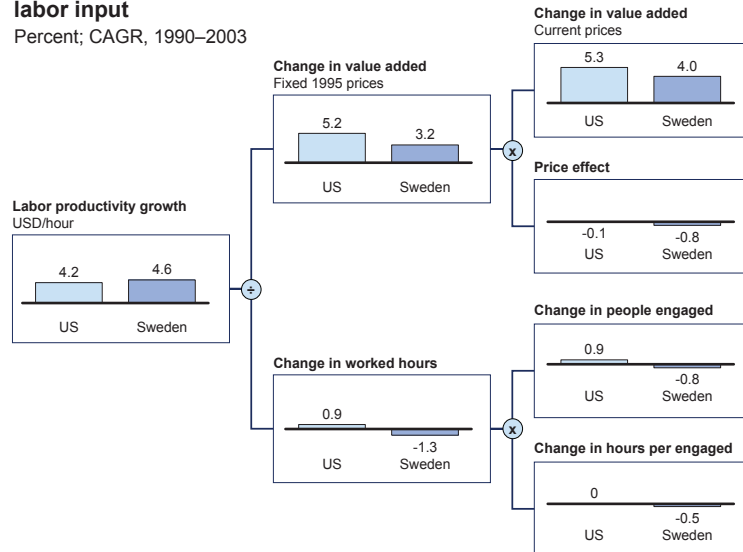 labor input
Percent; CAGR, 1990–2003
Change in value added
Current prices
5.3
4.0
US
Sweden
Change in value added
Fixed 1995 prices
5.2
3.2
US
Sweden
x
Price effect
-0.1
-0.8
US
Sweden
Labor productivity growth
USD/hour
4.2
4.6
US
Sweden
÷
Change in people engaged
0.9
-0.8
US
Sweden
Change in worked hours
0.9
-1.3
US
Sweden
x
Change in hours per engaged
0
-0.5
US
Sweden